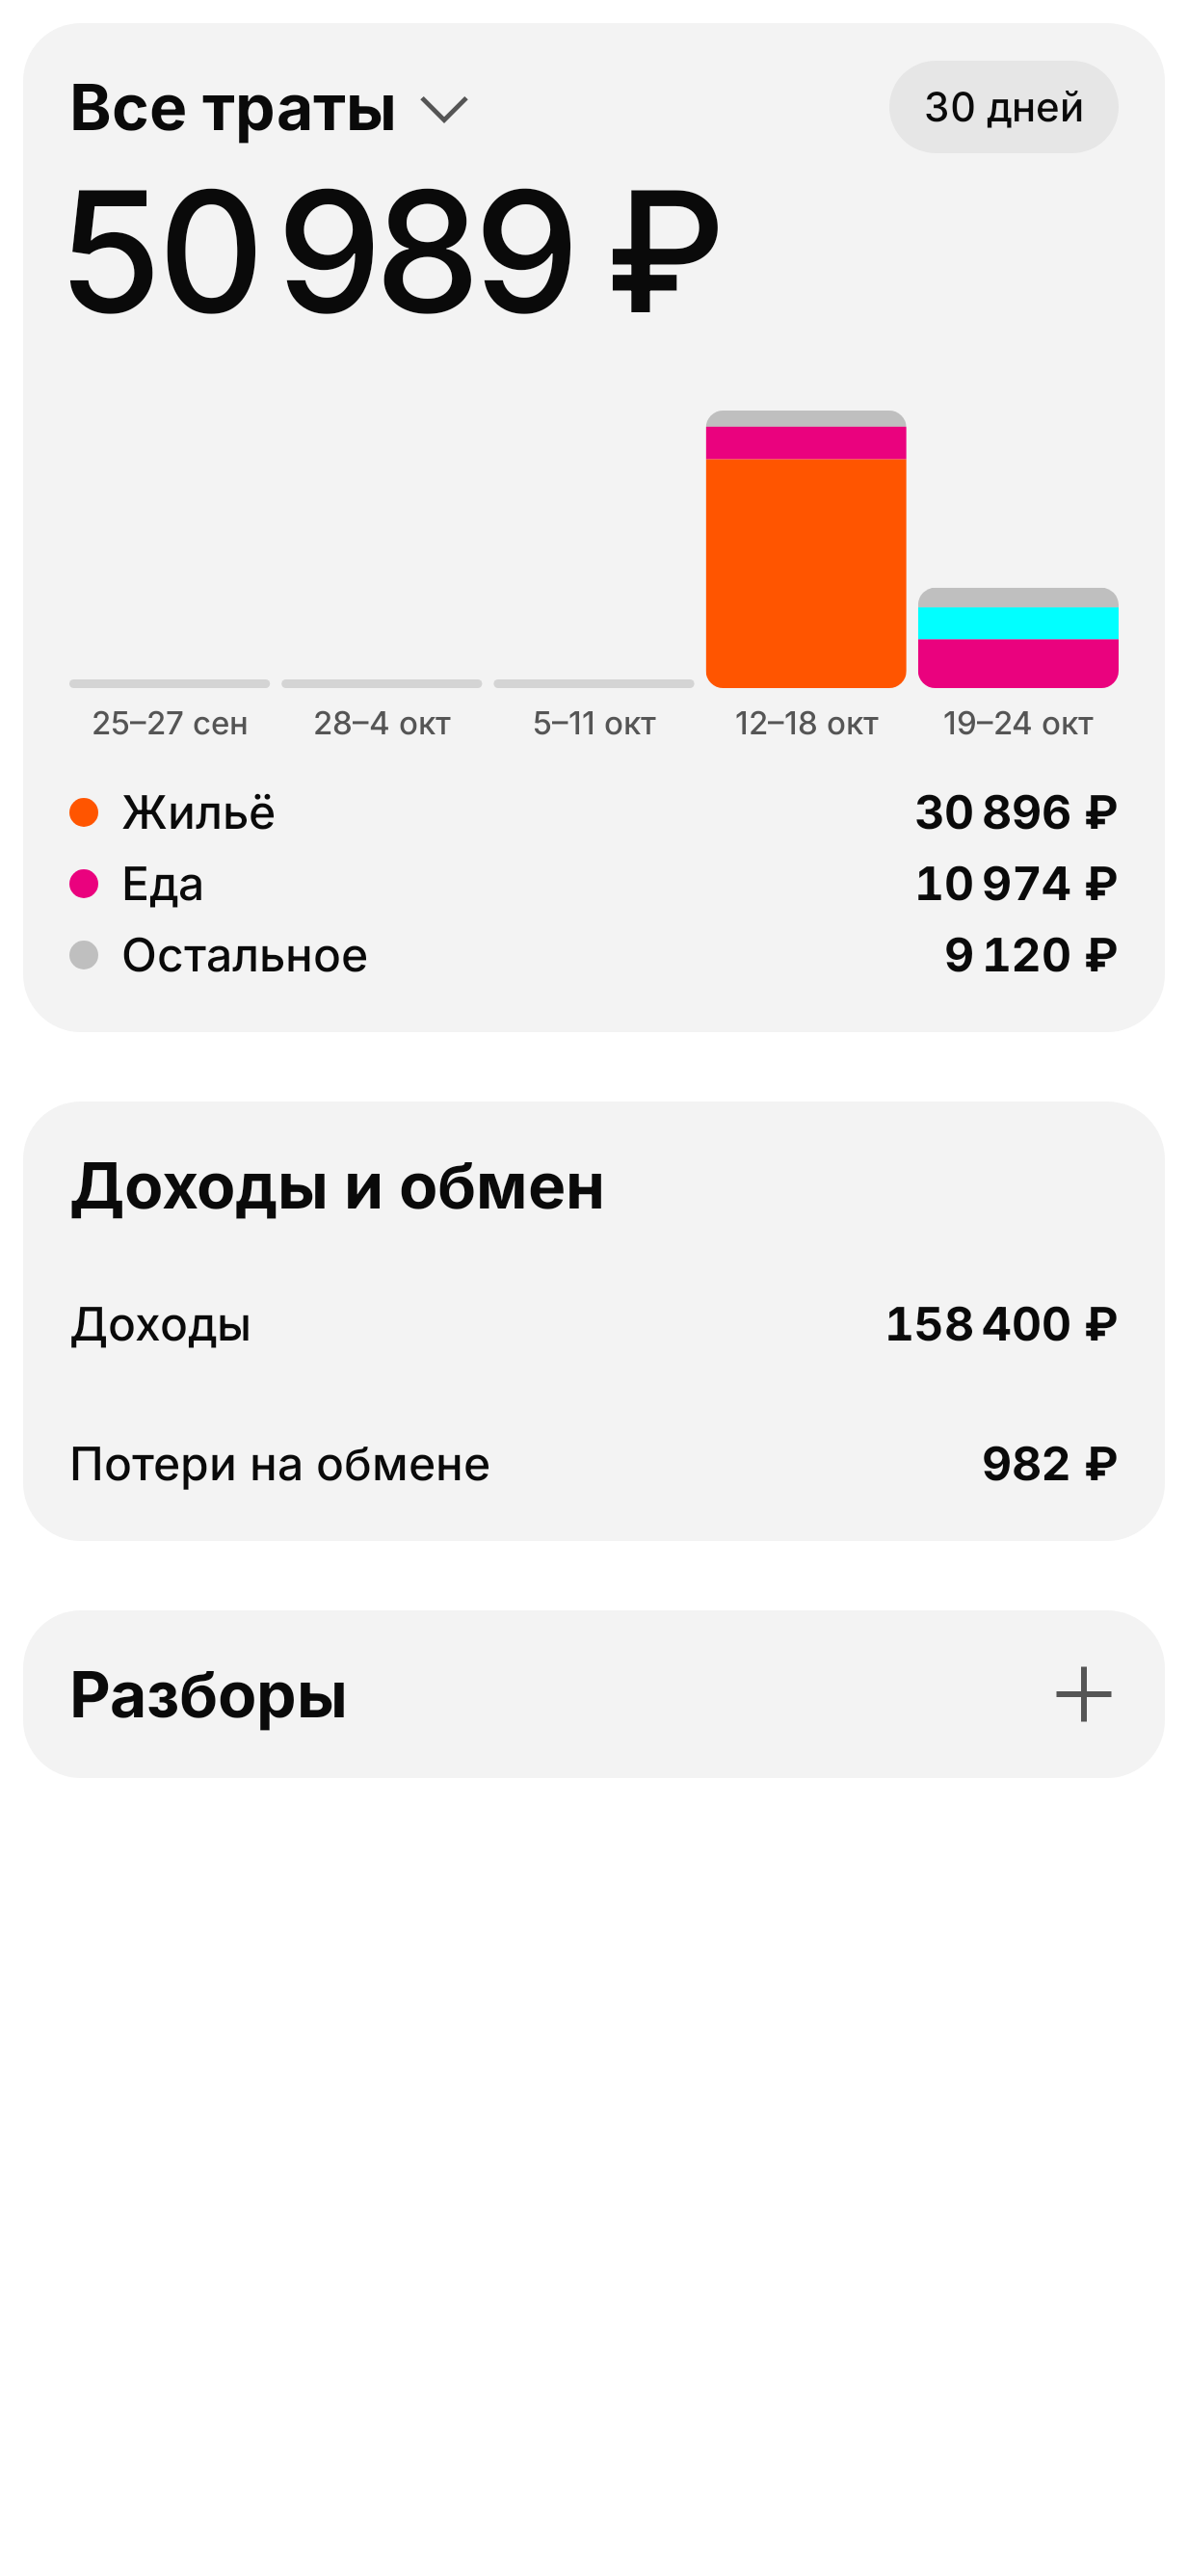 Все траты
30 дней
50 989 ₽
25–27 сен
28–4 окт
5–11 окт
12–18 окт
19–24 окт
Жильё 30 896 ₽
Еда 10 974 ₽
Остальное 9 120 ₽
Доходы и обмен
Доходы 158 400 ₽
Потери на обмене 982 ₽
Разборы